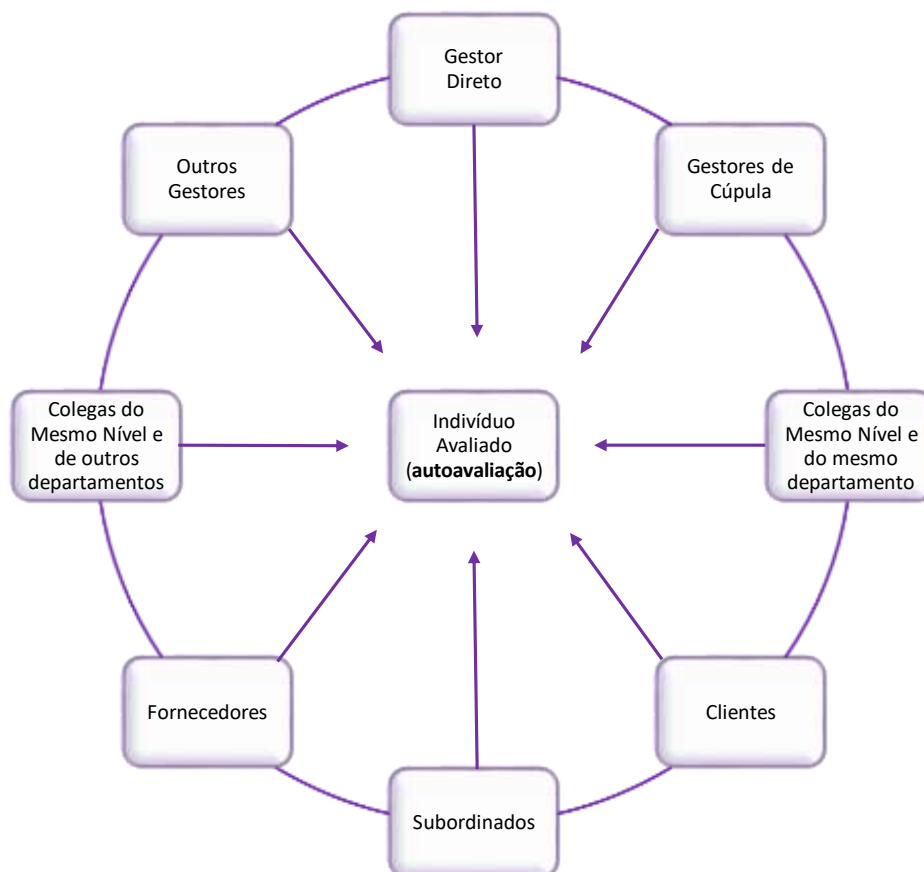 Gestor
Direto
Outros
Gestores
Gestores de
Cúpula
Colegas do
Mesmo Nível e
de outros
departamentos
Indivíduo
Avaliado
(autoavaliação)
Colegas do
Mesmo Nível e
do mesmo
departamento
Fornecedores
Clientes
Subordinados